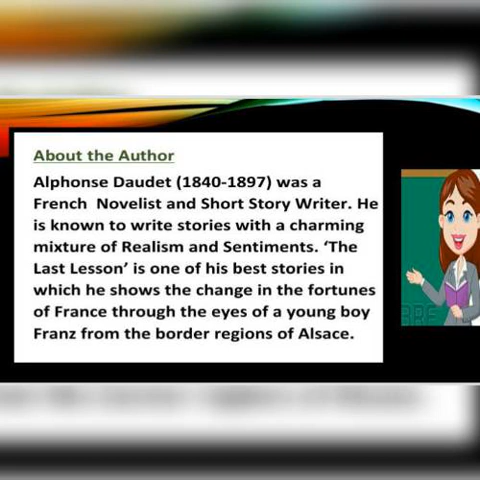 About the Author
Alphonse Daudet (1840-1897) was a
French Novelist and Short Story Writer. He
is known to write stories with a charming
mixture of Realism and Sentiments. ‘The
Last Lesson’ is one of his best stories in
which he shows the change in the fortunes
of France through the eyes of a young boy
Franz from the border regions of Alsace.